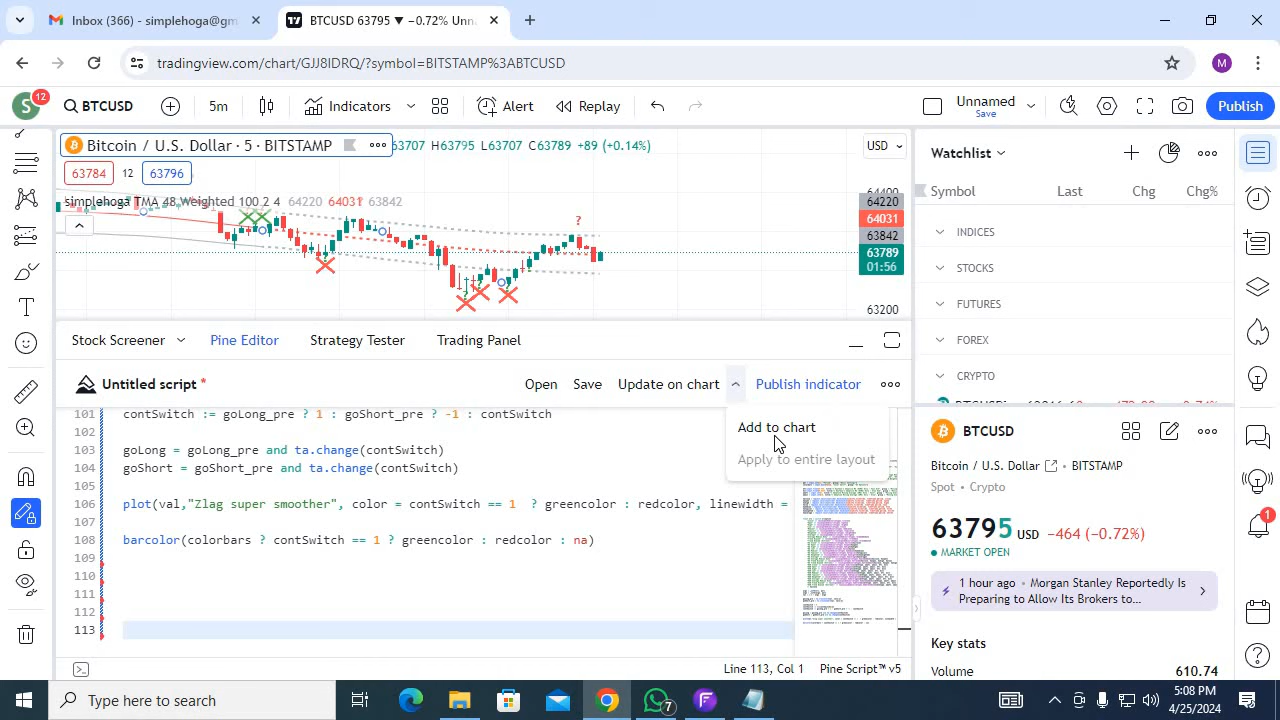 Inbox (366) - simplehoga@gm
BTCUSD 63795 ▼ −0.72% Unna
tradingview.com/chart/GJJ8IDRQ/?symbol=BITSTAMP%3ABTCUSD
M
S
12
BTCUSD
5m
Indicators
Alert
Replay
Unnamed
Save
Publish
Bitcoin / U.S. Dollar · 5 · BITSTAMP
63707 H63795 L63707 C63789 +89 (+0.14%)
USD
63784
12
63796
simplehoga TMA 48 Weighted 100 2 4 64220 64031 63842
64400
64220
64031
63842
63789
01:56
63200
Watchlist
Symbol Last Chg Chg%
INDICES
STOCKS
FUTURES
FOREX
CRYPTO
Stock Screener
Pine Editor
Strategy Tester
Trading Panel
Untitled script *
Open
Save
Update on chart
Publish indicator
Add to chart
Apply to entire layout
101 contSwitch := goLong_pre ? 1 : goShort_pre ? -1 : contSwitch
102
103 goLong = goLong_pre and ta.change(contSwitch)
104 goShort = goShort_pre and ta.change(contSwitch)
105
106 plot(out,"Zlag super smoother", color = contSwitch == 1 ? greencolor : redcolor, linewidth =
107
108 barcolor(colorbars ? contSwitch == 1 ? greencolor : redcolor : na)
109
110
111
112
113
Line 113, Col 1
Pine Script™ v5
BTCUSD
Bitcoin / U.S. Dollar • BITSTAMP
Spot • Crypto
63795 USD −464 (−0.72%)
MARKET OPEN
1 hour ago • Morgan Stanley Reportedly Is
Preparing to Allow Its brokers to…
Key stats
Volume 610.74
1
Type here to search
7
5:08 PM
4/25/2024